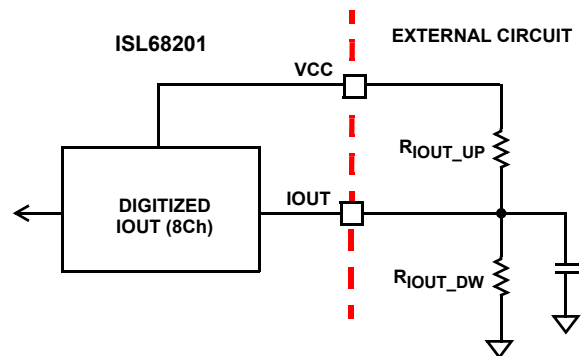 ISL68201
EXTERNAL CIRCUIT
VCC
RIOUT_UP
DIGITIZED
IOUT (8Ch)
IOUT
RIOUT_DW